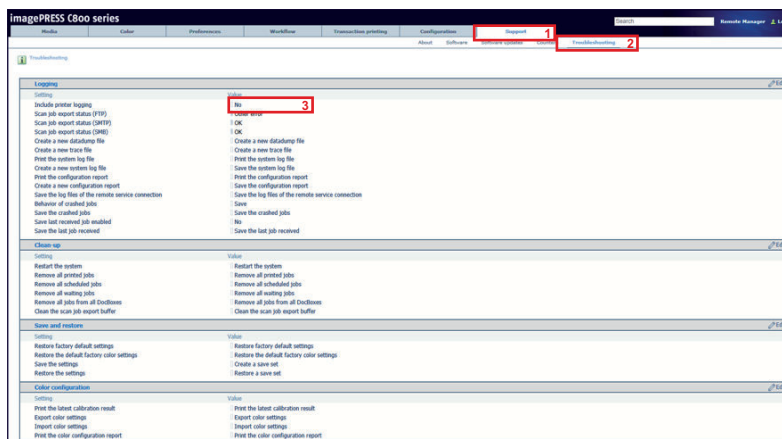 imagePRESS C800 series
Search
Remote Manager
Media Color Preferences Workflow Transaction printing Configuration Support 1
About Software Software updates Counters Troubleshooting 2
Troubleshooting
Logging
Setting Value
Include printer logging No 3
Scan job export status (FTP) Other error
Scan job export status (SMTP) OK
Scan job export status (SMB) OK
Create a new datadump file Create a new datadump file
Create a new trace file Create a new trace file
Print the system log file Print the system log file
Create a new system log file Save the system log file
Print the configuration report Print the configuration report
Create a new configuration report Save the configuration report
Save the log files of the remote service connection Save the log files of the remote service connection
Behavior of crashed jobs Save
Save the crashed jobs Save the crashed jobs
Save last received job enabled No
Save the last job received Save the last job received
Clean-up
Setting Value
Restart the system Restart the system
Remove all printed jobs Remove all printed jobs
Remove all scheduled jobs Remove all scheduled jobs
Remove all waiting jobs Remove all waiting jobs
Remove all jobs from all DocBoxes Remove all jobs from all DocBoxes
Clean the scan job export buffer Clean the scan job export buffer
Save and restore
Setting Value
Restore factory default settings Restore factory default settings
Restore the default factory color settings Restore the default factory color settings
Save the settings Create a save set
Restore the settings Restore a save set
Color configuration
Setting Value
Print the latest calibration result Print the latest calibration result
Export color settings Export color settings
Import color settings Import color settings
Print the color configuration report Print the color configuration report